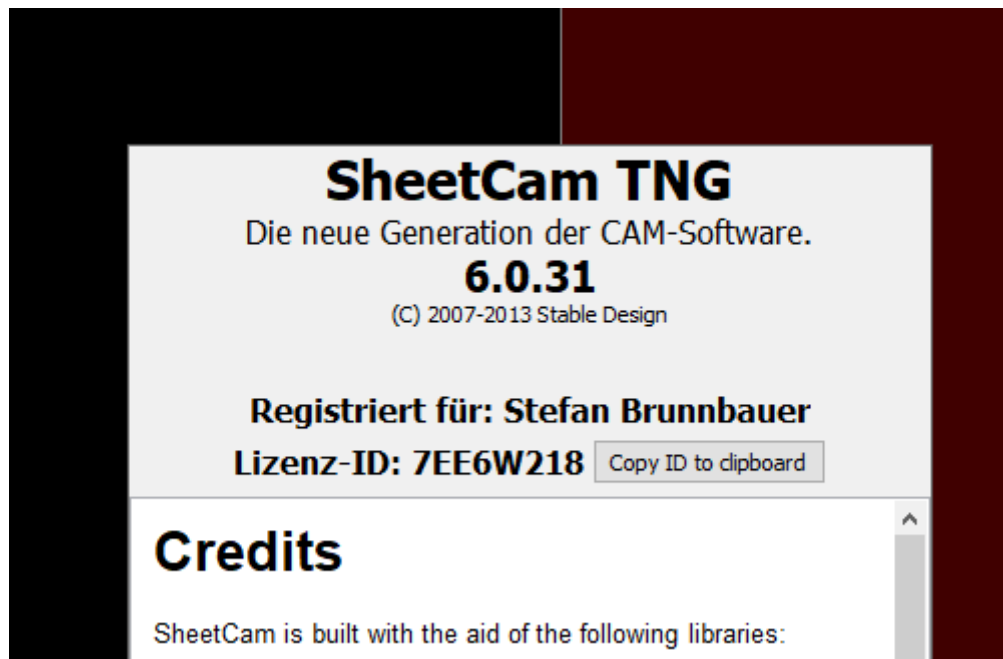 SheetCam TNG
Die neue Generation der CAM-Software.
6.0.31
(C) 2007-2013 Stable Design
Registriert für: Stefan Brunnbauer
Lizenz-ID: 7EE6W218 Copy ID to clipboard
Credits
SheetCam is built with the aid of the following libraries: